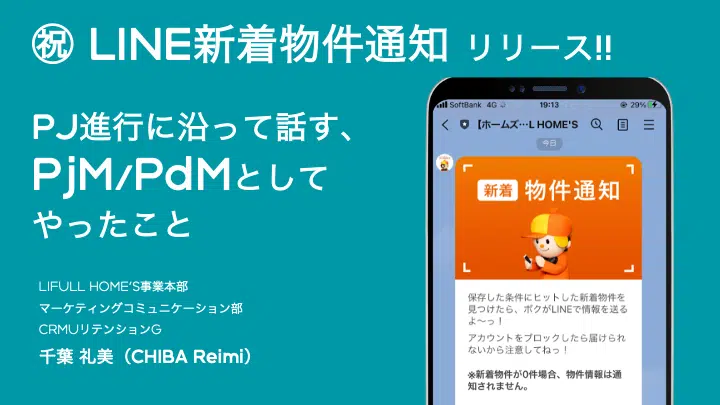 ㊗ LINE新着物件通知 リリース!!
PJ進行に沿って話す、
PjM/PdMとして
やったこと
LIFULL HOME'S事業本部
マーケティングコミュニケーション部
CRMUリテンションG
千葉 礼美（CHIBA Reimi）
SoftBank 4G 19:13 29%
【ホームズ…L HOME'S
今日
新着 物件通知
保存した条件にヒットした新着物件を
見つけたら、ボクがLINEで情報を送る
よ〜っ！
アカウントをブロックしたら届けられ
ないから注意してねっ！
※新着物件が0件場合、物件情報は通
知されません。